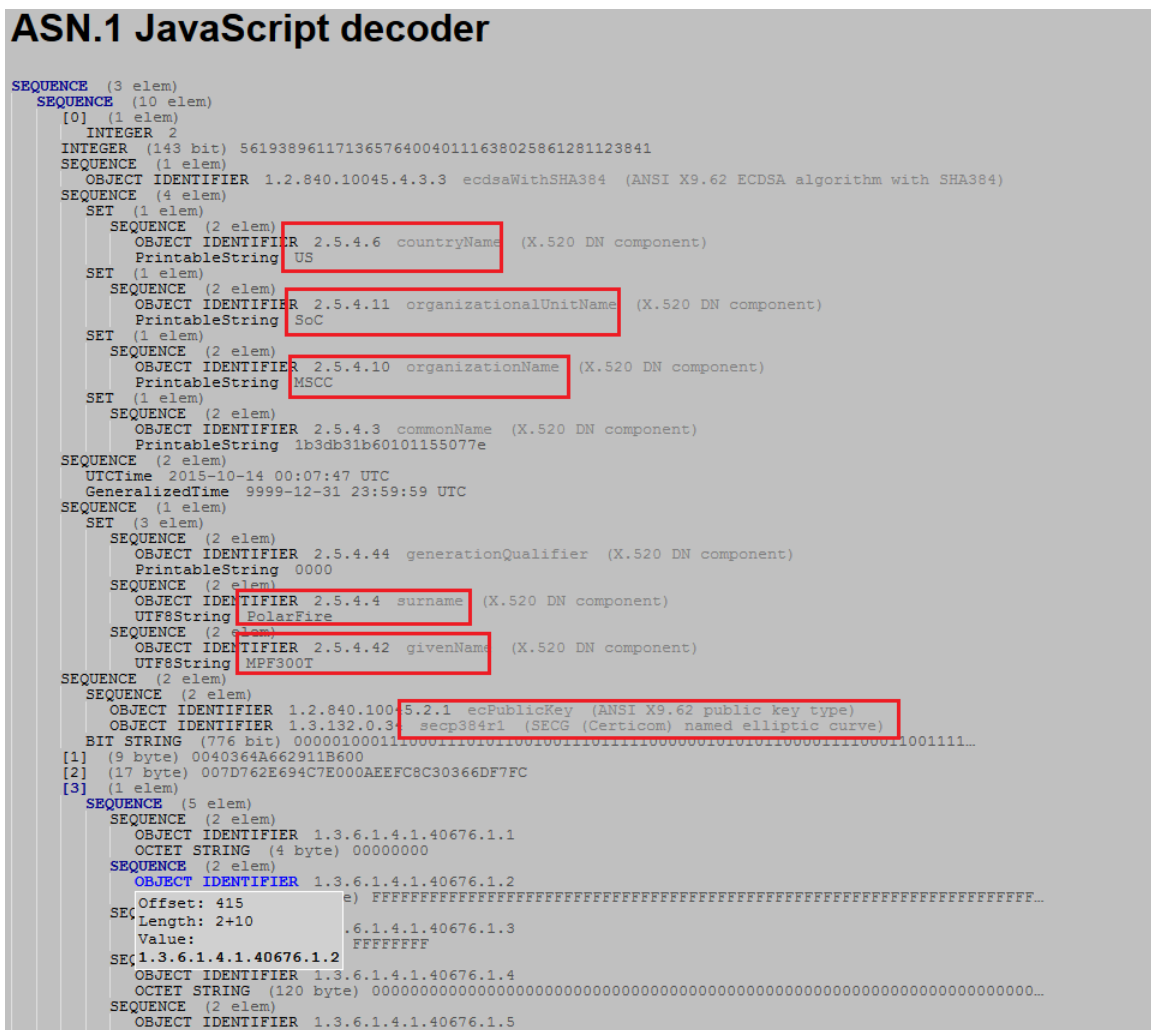 ASN.1 JavaScript decoder
SEQUENCE (3 elem)
SEQUENCE (10 elem)
[0] (1 elem)
INTEGER 2
INTEGER (143 bit) 5619389611713657640040111638025861281123841
SEQUENCE (1 elem)
OBJECT IDENTIFIER 1.2.840.10045.4.3.3 ecdsaWithSHA384 (ANSI X9.62 ECDSA algorithm with SHA384)
SEQUENCE (4 elem)
SET (1 elem)
SEQUENCE (2 elem)
OBJECT IDENTIFIER 2.5.4.6 countryName (X.520 DN component)
PrintableString US
SET (1 elem)
SEQUENCE (2 elem)
OBJECT IDENTIFIER 2.5.4.11 organizationalUnitName (X.520 DN component)
PrintableString SoC
SET (1 elem)
SEQUENCE (2 elem)
OBJECT IDENTIFIER 2.5.4.10 organizationName (X.520 DN component)
PrintableString MSCC
SET (1 elem)
SEQUENCE (2 elem)
OBJECT IDENTIFIER 2.5.4.3 commonName (X.520 DN component)
PrintableString 1b3db31b60101155077e
SEQUENCE (2 elem)
UTCTime 2015-10-14 00:07:47 UTC
GeneralizedTime 9999-12-31 23:59:59 UTC
SEQUENCE (1 elem)
SET (3 elem)
SEQUENCE (2 elem)
OBJECT IDENTIFIER 2.5.4.44 generationQualifier (X.520 DN component)
PrintableString 0000
SEQUENCE (2 elem)
OBJECT IDENTIFIER 2.5.4.4 surname (X.520 DN component)
UTF8String PolarFire
SEQUENCE (2 elem)
OBJECT IDENTIFIER 2.5.4.42 givenName (X.520 DN component)
UTF8String MPF300T
SEQUENCE (2 elem)
SEQUENCE (2 elem)
OBJECT IDENTIFIER 1.2.840.10045.2.1 ecPublicKey (ANSI X9.62 public key type)
OBJECT IDENTIFIER 1.3.132.0.34 secp384r1 (SECG (Certicom) named elliptic curve)
BIT STRING (776 bit)
[1] (9 byte) 0040364A662911B600
[2] (17 byte) 007D762E694C7E000AEEFC8C30366DF7FC
[3] (1 elem)
SEQUENCE (5 elem)
SEQUENCE (2 elem)
OBJECT IDENTIFIER 1.3.6.1.4.1.40676.1.1
OCTET STRING (4 byte) 00000000
SEQUENCE (2 elem)
OBJECT IDENTIFIER 1.3.6.1.4.1.40676.1.2
Offset: 415
Length: 2+10
Value:
1.3.6.1.4.1.40676.1.2
.6.1.4.1.40676.1.3
FFFFFFFF
OBJECT IDENTIFIER 1.3.6.1.4.1.40676.1.4
OCTET STRING (120 byte)
SEQUENCE (2 elem)
OBJECT IDENTIFIER 1.3.6.1.4.1.40676.1.5